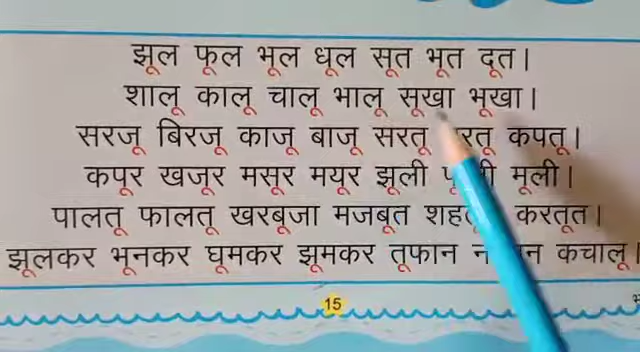 झूल फूल भूल धूल सूत भूत दूत।
शालू कालू चालू भालू सूखा भूखा।
सरजू बिरजू काजू बाजू सरतू कपतू।
कपूर खजूर मसूर मयूर झूली मूली।
पालतू फालतू खरबूजा मजबूत करतूत।
झूलकर भूनकर घूमकर झूमकर तूफान कचालू।
15